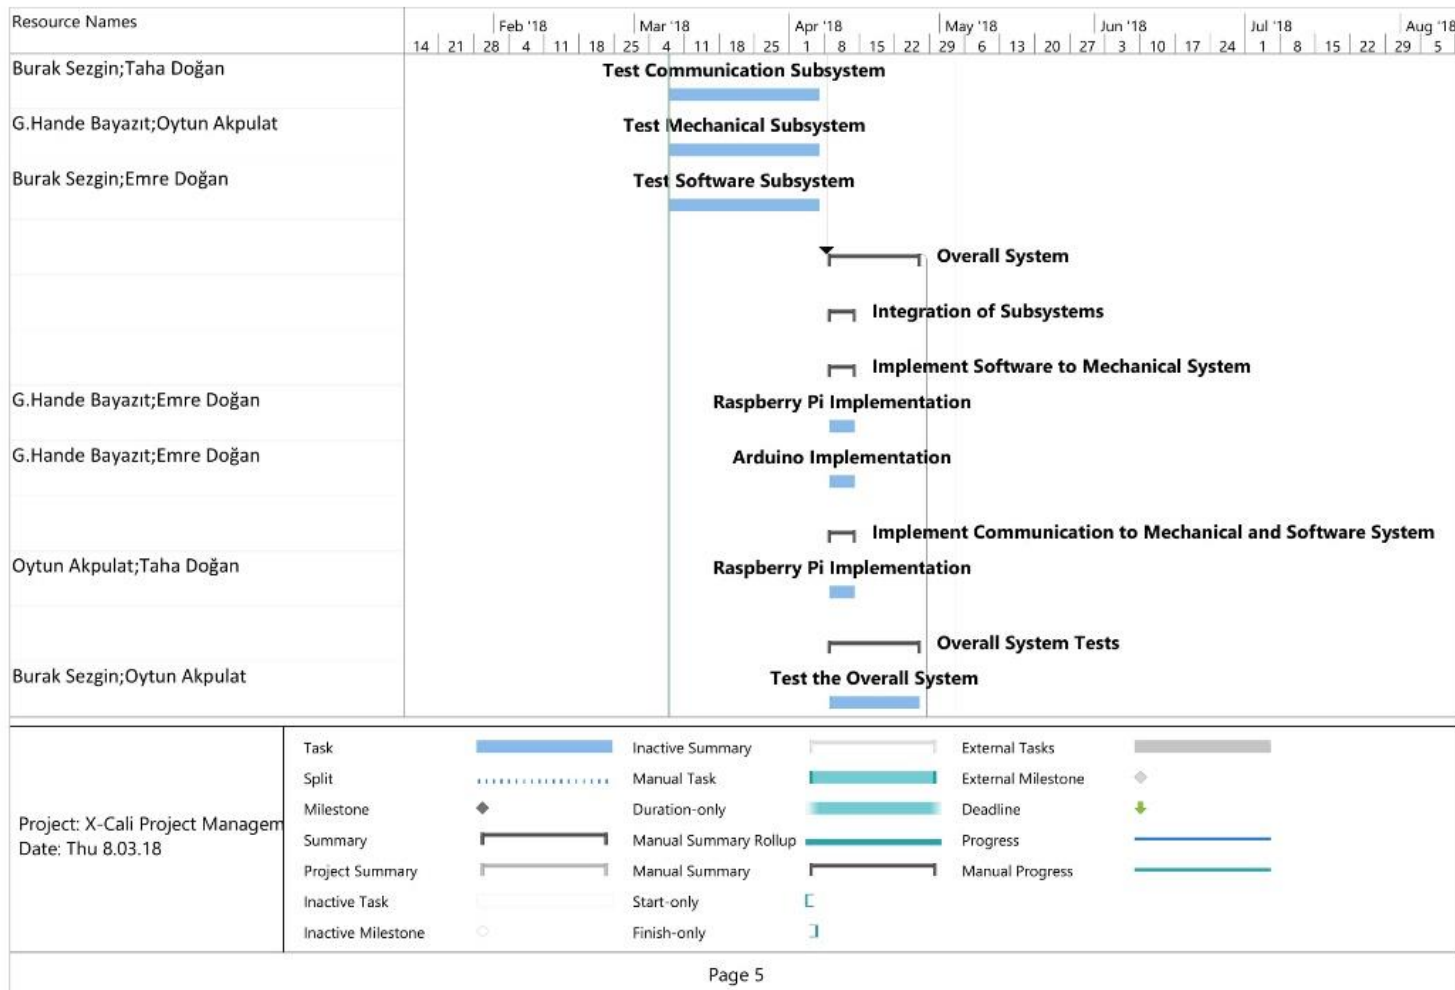 Resource Names
Feb '18 Mar '18 Apr '18 May '18 Jun '18 Jul '18 Aug '18
14 21 28 4 11 18 25 4 11 18 25 1 8 15 22 29 6 13 20 27 3 10 17 24 1 8 15 22 29 5
Burak Sezgin;Taha Doğan Test Communication Subsystem
G.Hande Bayazıt;Oytun Akpulat Test Mechanical Subsystem
Burak Sezgin;Emre Doğan Test Software Subsystem
Overall System
Integration of Subsystems
Implement Software to Mechanical System
G.Hande Bayazıt;Emre Doğan Raspberry Pi Implementation
G.Hande Bayazıt;Emre Doğan Arduino Implementation
Implement Communication to Mechanical and Software System
Oytun Akpulat;Taha Doğan Raspberry Pi Implementation
Overall System Tests
Burak Sezgin;Oytun Akpulat Test the Overall System
Project: X-Cali Project Managem
Date: Thu 8.03.18
Task Inactive Summary External Tasks
Split Manual Task External Milestone
Milestone Duration-only Deadline
Summary Manual Summary Rollup Progress
Project Summary Manual Summary Manual Progress
Inactive Task Start-only
Inactive Milestone Finish-only
Page 5